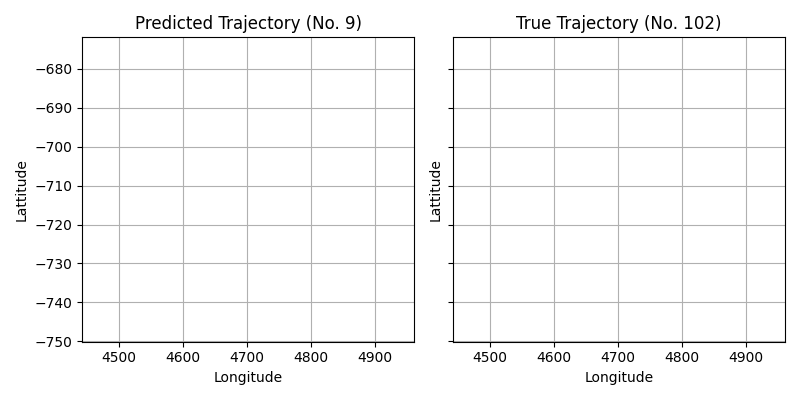 Predicted Trajectory (No. 9)
True Trajectory (No. 102)
Lattitude
−680
−690
−700
−710
−720
−730
−740
−750
4500 4600 4700 4800 4900
Longitude
Lattitude
4500 4600 4700 4800 4900
Longitude